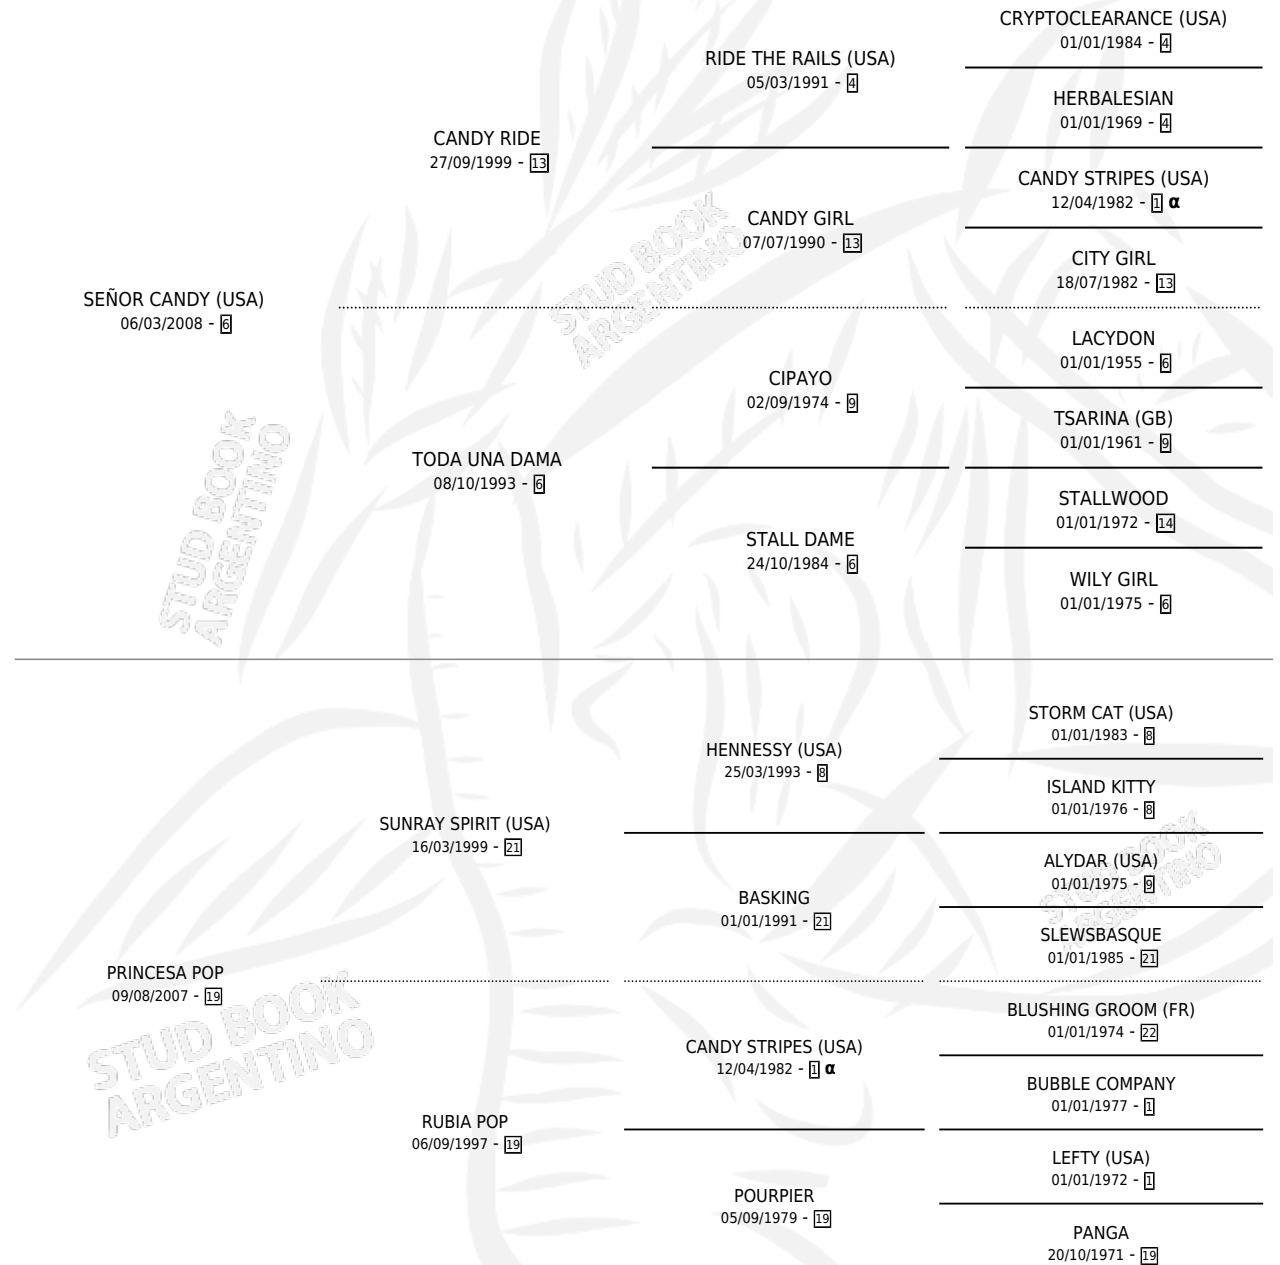 CRYPTOCLEARANCE (USA)
01/01/1984 - 4
RIDE THE RAILS (USA)
05/03/1991 - 4
HERBALESIAN
01/01/1969 - 4
CANDY RIDE
27/09/1999 - 13
CANDY STRIPES (USA)
12/04/1982 - 1 α
CANDY GIRL
07/07/1990 - 13
CITY GIRL
18/07/1982 - 13
SEÑOR CANDY (USA)
06/03/2008 - 6
STUD BOOK
ARGENTINO
LACYDON
01/01/1955 - 6
CIPAYO
02/09/1974 - 9
TSARINA (GB)
01/01/1961 - 9
TODA UNA DAMA
08/10/1993 - 6
STALLWOOD
01/01/1972 - 14
STALL DAME
24/10/1984 - 6
WILY GIRL
01/01/1975 - 6
STUD BOOK
ARGENTINO
STORM CAT (USA)
01/01/1983 - 8
HENNESSY (USA)
25/03/1993 - 8
ISLAND KITTY
01/01/1976 - 8
SUNRAY SPIRIT (USA)
16/03/1999 - 21
ALYDAR (USA)
01/01/1975 - 9
STUD BOOK
ARGENTINO
BASKING
01/01/1991 - 21
SLEWSBASQUE
01/01/1985 - 21
PRINCESA POP
09/08/2007 - 19
STUD BOOK
ARGENTINO
BLUSHING GROOM (FR)
01/01/1974 - 22
CANDY STRIPES (USA)
12/04/1982 - 1 α
BUBBLE COMPANY
01/01/1977 - 1
RUBIA POP
06/09/1997 - 19
LEFTY (USA)
01/01/1972 - 1
POURPIER
05/09/1979 - 19
PANGA
20/10/1971 - 19